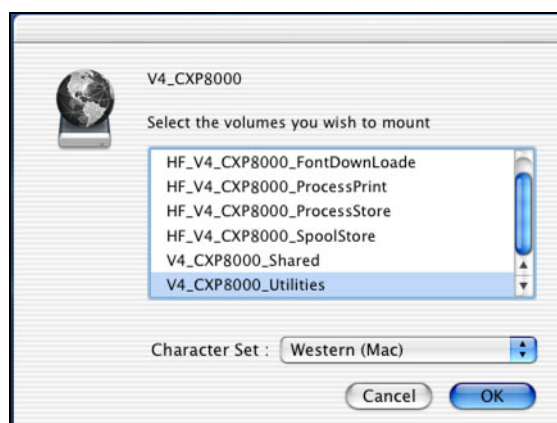 V4_CXP8000
Select the volumes you wish to mount
HF_V4_CXP8000_FontDownLoade
HF_V4_CXP8000_ProcessPrint
HF_V4_CXP8000_ProcessStore
HF_V4_CXP8000_SpoolStore
V4_CXP8000_Shared
V4_CXP8000_Utilities
Character Set : Western (Mac)
Cancel OK